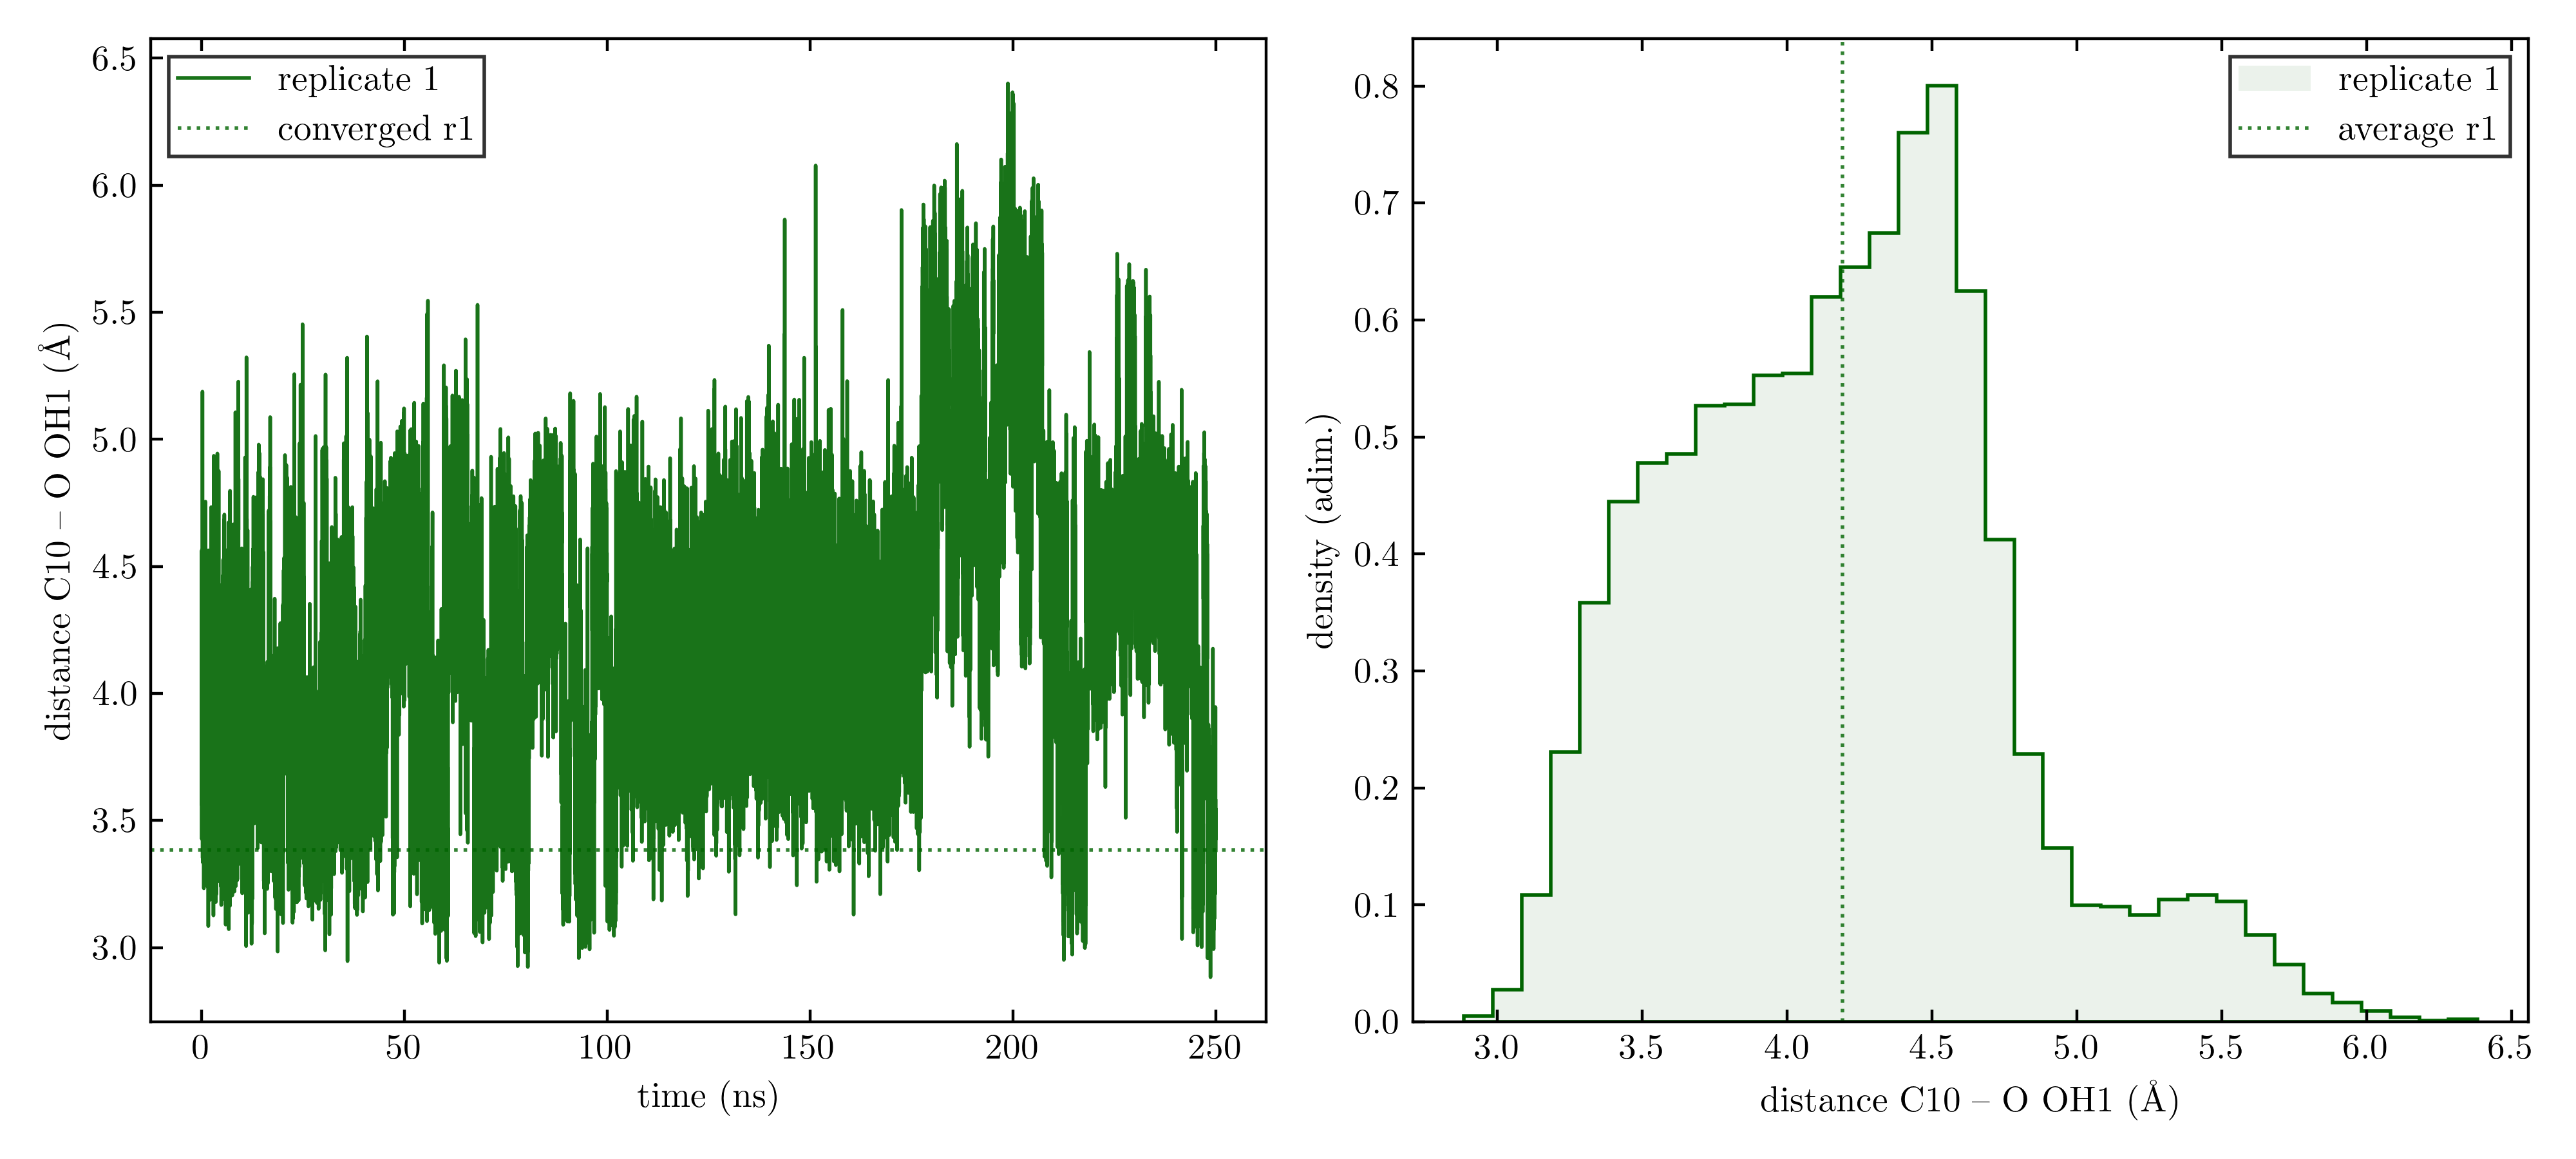 replicate 1
converged r1
6.5
6.0
5.5
5.0
4.5
4.0
3.5
3.0
distance C10 – O OH1 (Å)
0 50 100 150 200 250
time (ns)
replicate 1
average r1
0.8
0.7
0.6
0.5
0.4
0.3
0.2
0.1
0.0
density (adim.)
3.0 3.5 4.0 4.5 5.0 5.5 6.0 6.5
distance C10 – O OH1 (Å)